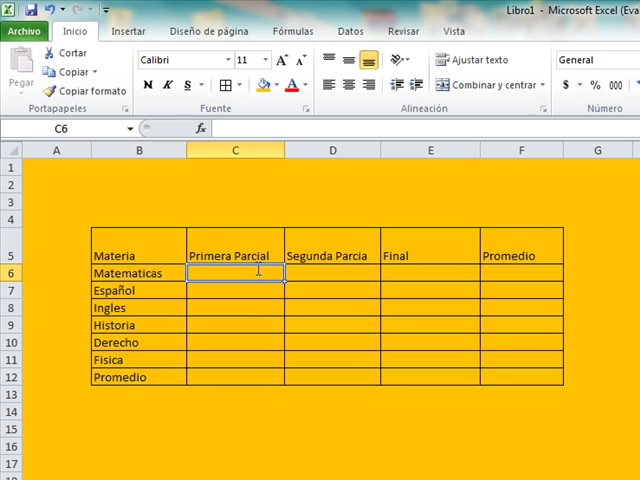 Libro1 - Microsoft Excel (Eva
Archivo Inicio Insertar Diseño de página Fórmulas Datos Revisar Vista
Pegar
Cortar
Copiar
Copiar formato
Portapapeles
Calibri 11 A A
N K S A
Fuente
Ajustar texto
Combinar y centrar
Alineación
General
$ % 000
Número
C6 fx
A B C D E F G
1
2
3
4
5 Materia Primera Parcial Segunda Parcia Final Promedio
6 Matematicas
7 Español
8 Ingles
9 Historia
10 Derecho
11 Fisica
12 Promedio
13
14
15
16
17